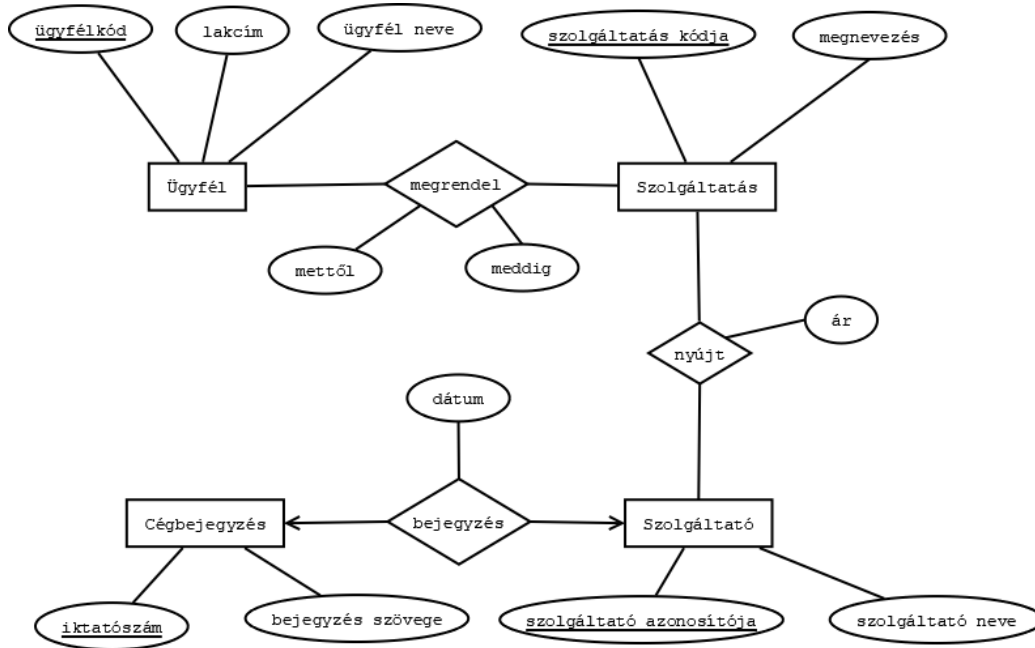 ügyfélkód
lakcím
ügyfél neve
szolgáltatás kódja
megnevezés
Ügyfél
megrendel
Szolgáltatás
mettől
meddig
ár
nyújt
dátum
Cégbejegyzés
bejegyzés
Szolgáltató
iktatószám
bejegyzés szövege
szolgáltató azonosítója
szolgáltató neve